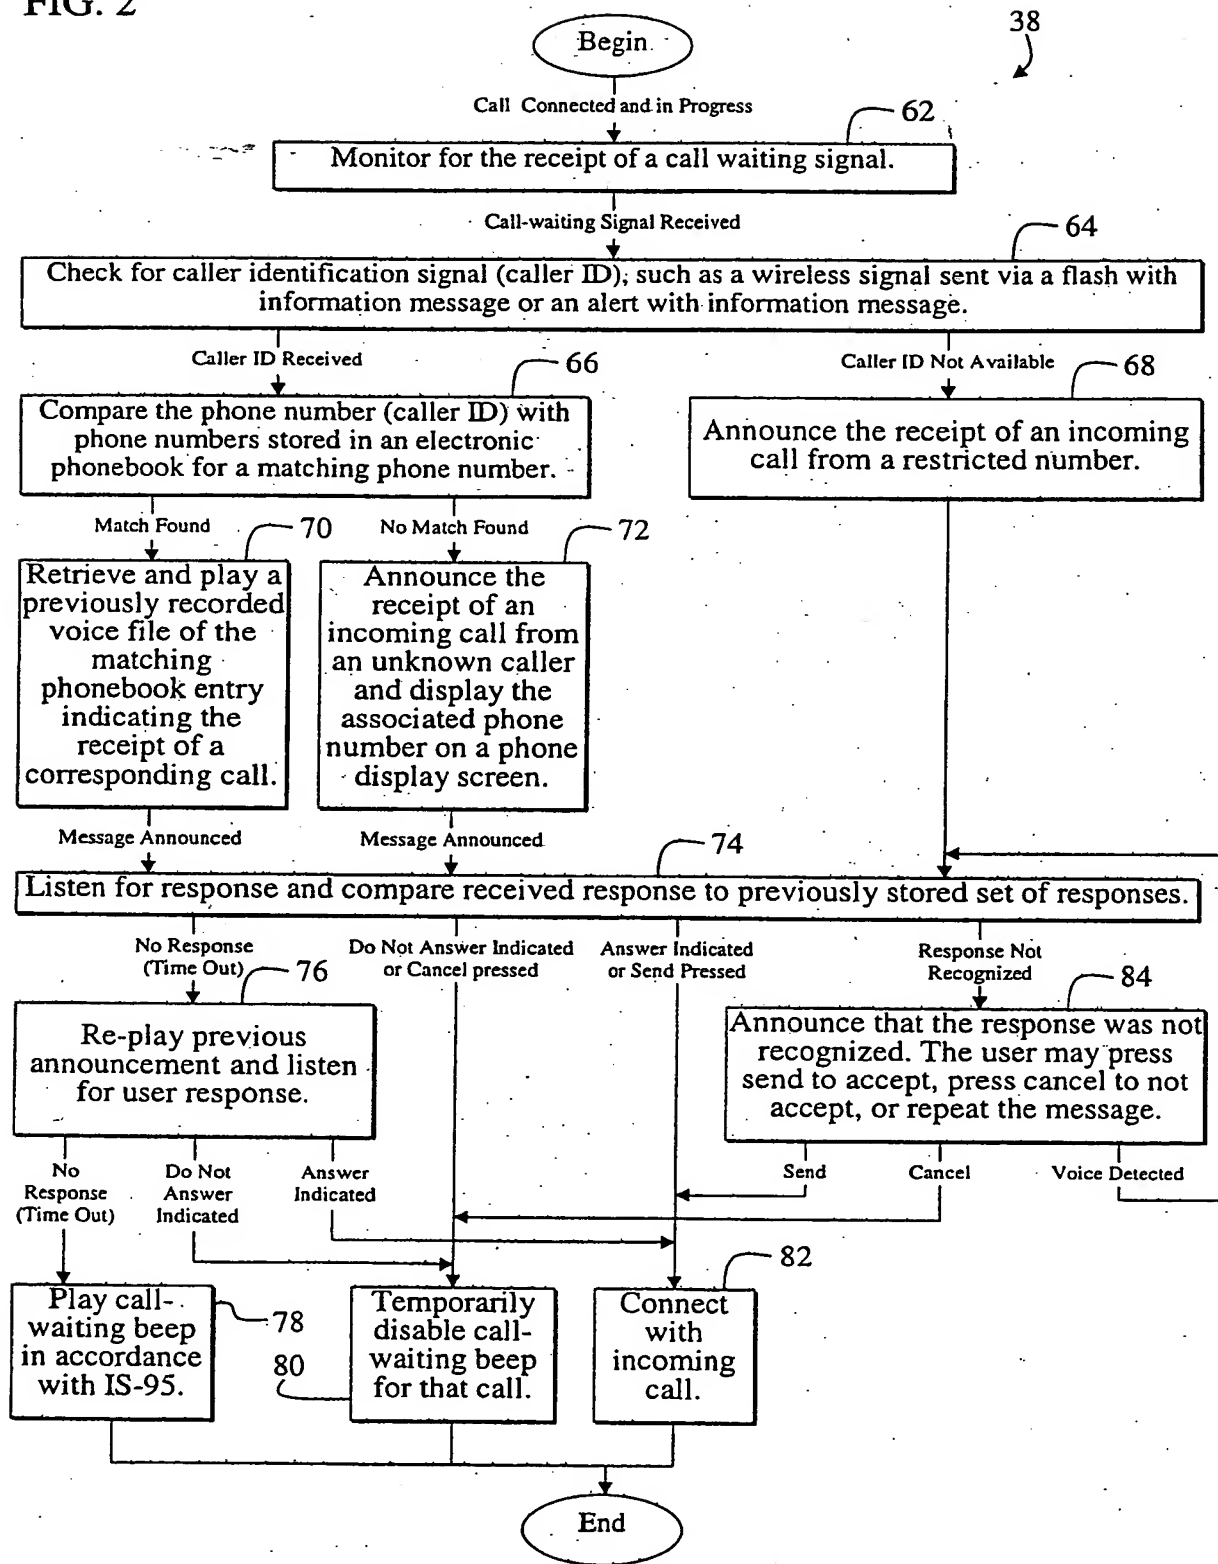 FIG. 2
38
Begin
Call Connected and in Progress
62
Monitor for the receipt of a call waiting signal.
Call-waiting Signal Received
64
Check for caller identification signal (caller ID), such as a wireless signal sent via a flash with
information message or an alert with information message.
Caller ID Received
66
Caller ID Not Available
68
Compare the phone number (caller ID) with
phone numbers stored in an electronic
phonebook for a matching phone number.
Announce the receipt of an incoming
call from a restricted number.
Match Found
70
No Match Found
72
Retrieve and play a
previously recorded
voice file of the
matching
phonebook entry
indicating the
receipt of a
corresponding call.
Announce the
receipt of an
incoming call from
an unknown caller
and display the
associated phone
number on a phone
display screen.
Message Announced
Message Announced
74
Listen for response and compare received response to previously stored set of responses.
No Response
(Time Out)
76
Do Not Answer Indicated
or Cancel pressed
Answer Indicated
or Send Pressed
Response Not
Recognized
84
Re-play previous
announcement and listen
for user response.
Announce that the response was not
recognized. The user may press
send to accept, press cancel to not
accept, or repeat the message.
No
Response
(Time Out)
Do Not
Answer
Indicated
Answer
Indicated
Send
Cancel
Voice Detected
82
Play call-
waiting beep
in accordance
with IS-95.
78
80
Temporarily
disable call-
waiting beep
for that call.
Connect
with
incoming
call.
End